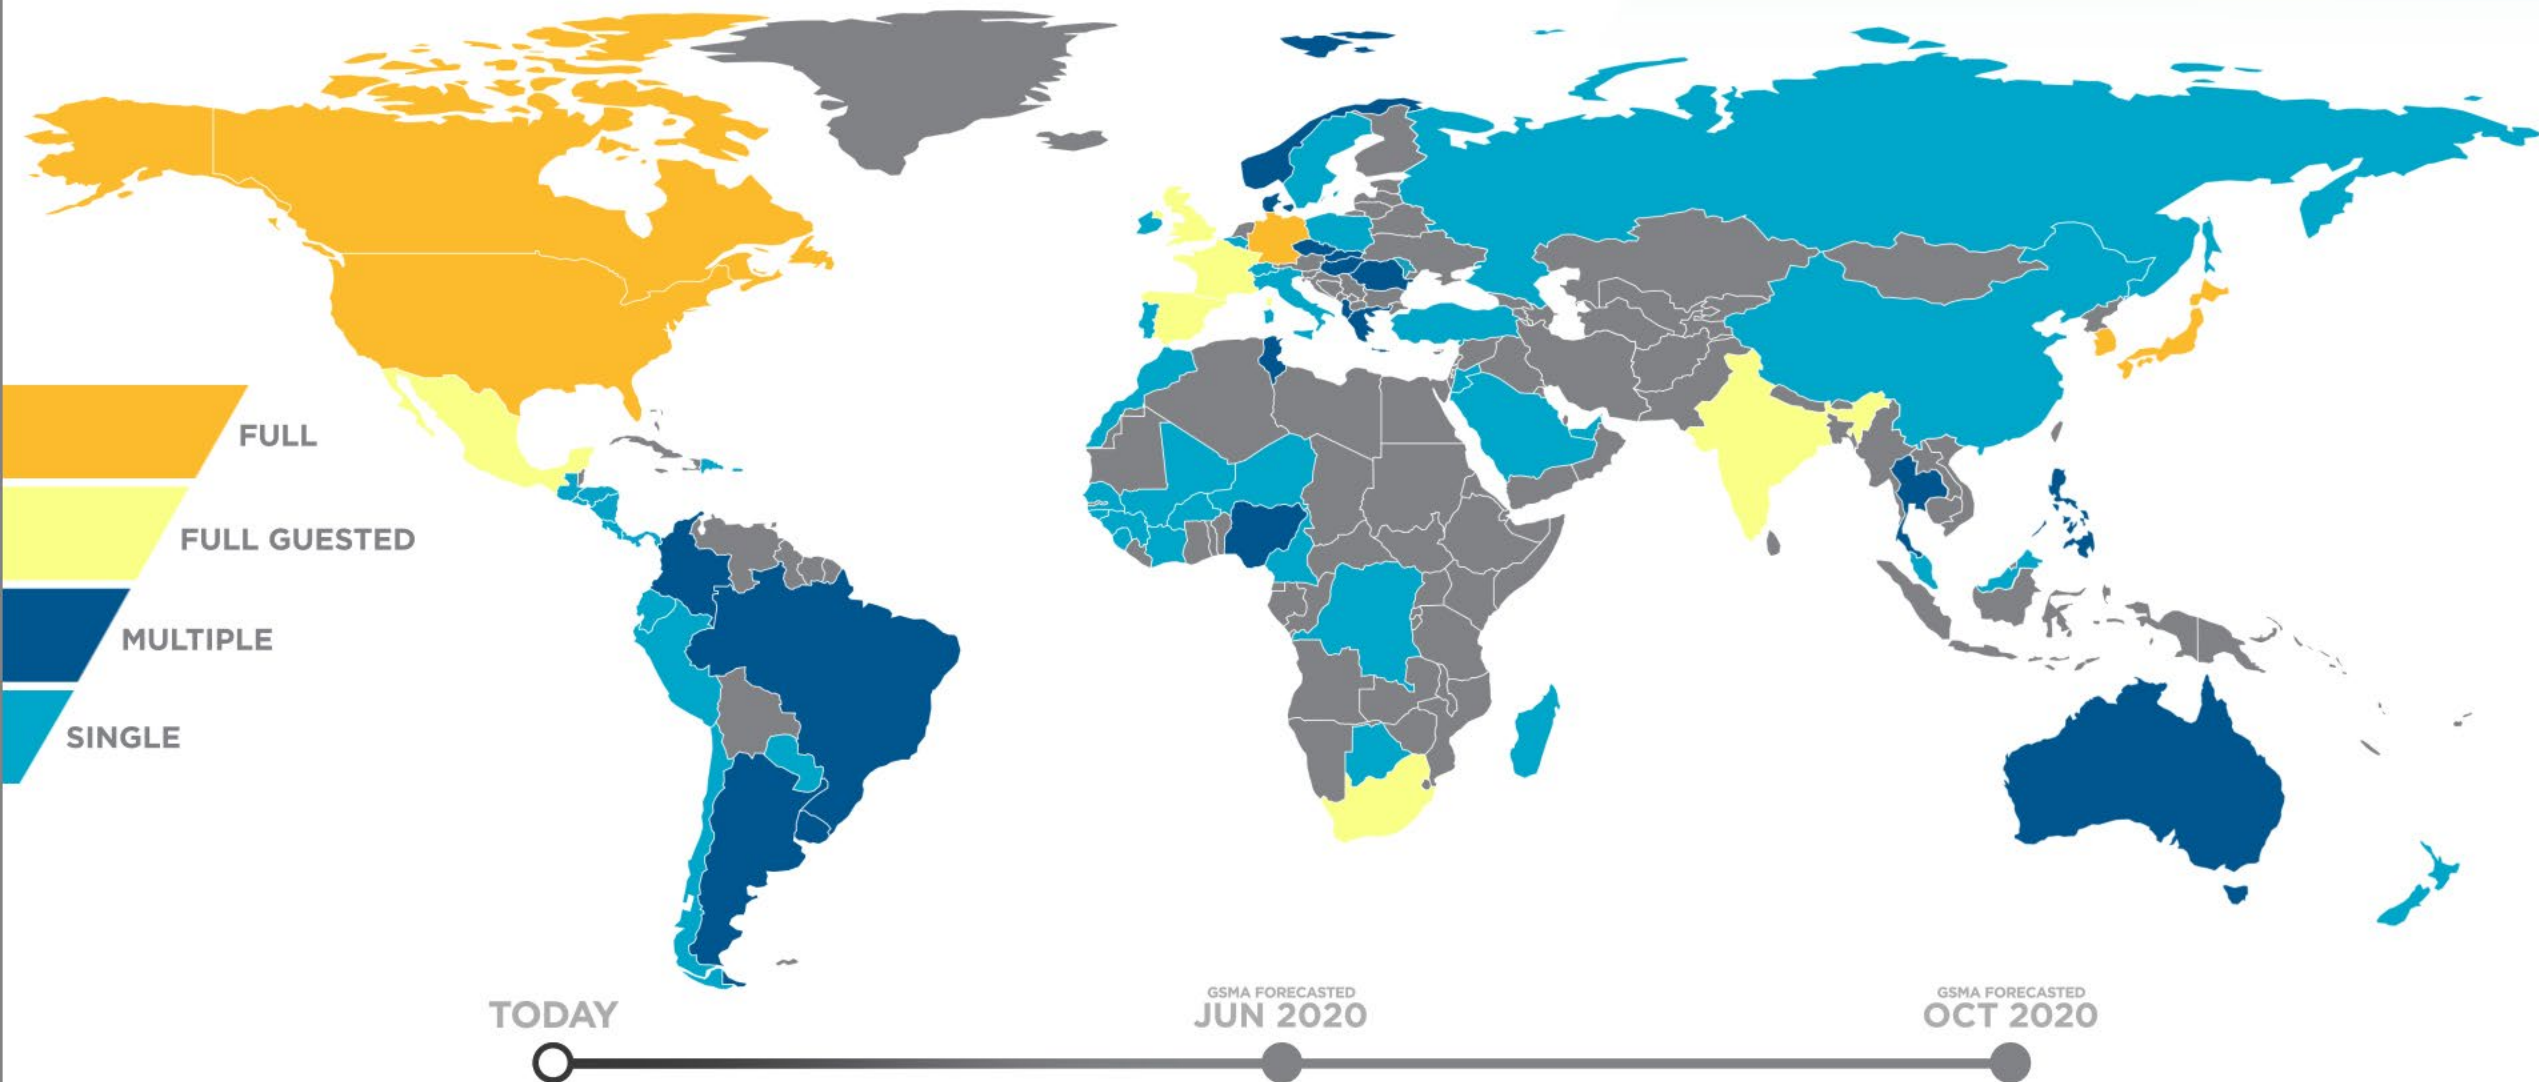 FULL
FULL GUESTED
MULTIPLE
SINGLE
TODAY
GSMA FORECASTED
JUN 2020
GSMA FORECASTED
OCT 2020